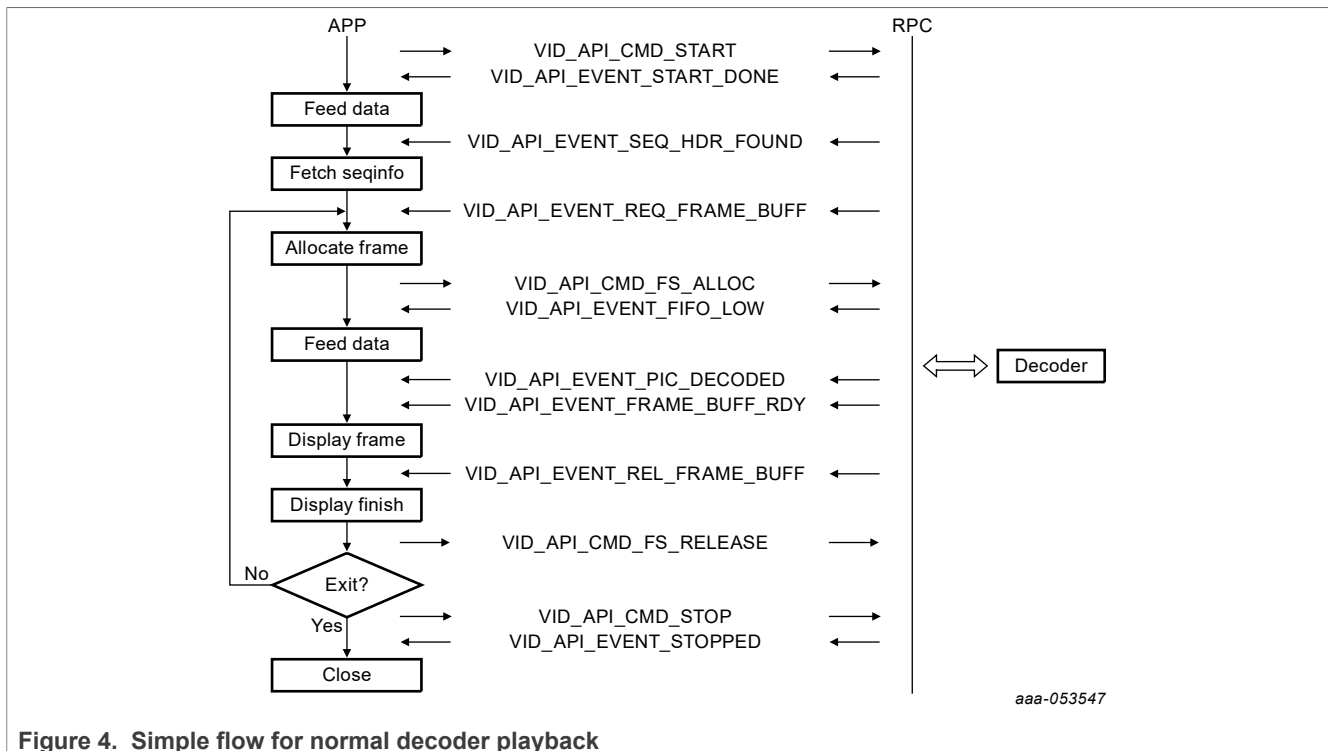 APP RPC
VID_API_CMD_START
VID_API_EVENT_START_DONE
Feed data
VID_API_EVENT_SEQ_HDR_FOUND
Fetch seqinfo
VID_API_EVENT_REQ_FRAME_BUFF
Allocate frame
VID_API_CMD_FS_ALLOC
VID_API_EVENT_FIFO_LOW
Feed data
Decoder
VID_API_EVENT_PIC_DECODED
VID_API_EVENT_FRAME_BUFF_RDY
Display frame
VID_API_EVENT_REL_FRAME_BUFF
Display finish
VID_API_CMD_FS_RELEASE
No
Exit?
VID_API_CMD_STOP
Yes
VID_API_EVENT_STOPPED
Close
aaa-053547
Figure 4. Simple flow for normal decoder playback